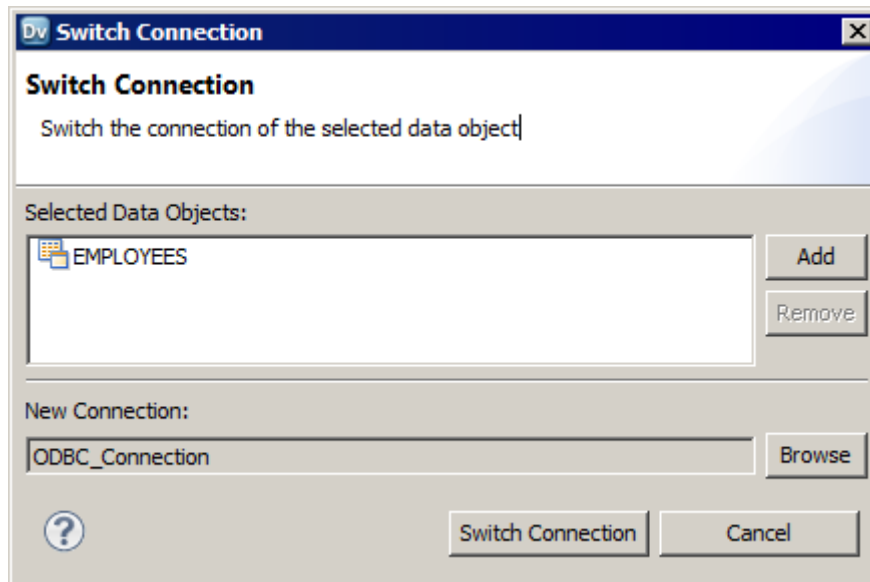 Dv Switch Connection
Switch Connection
Switch the connection of the selected data object
Selected Data Objects:
EMPLOYEES
Add
Remove
New Connection:
ODBC_Connection
Browse
?
Switch Connection
Cancel